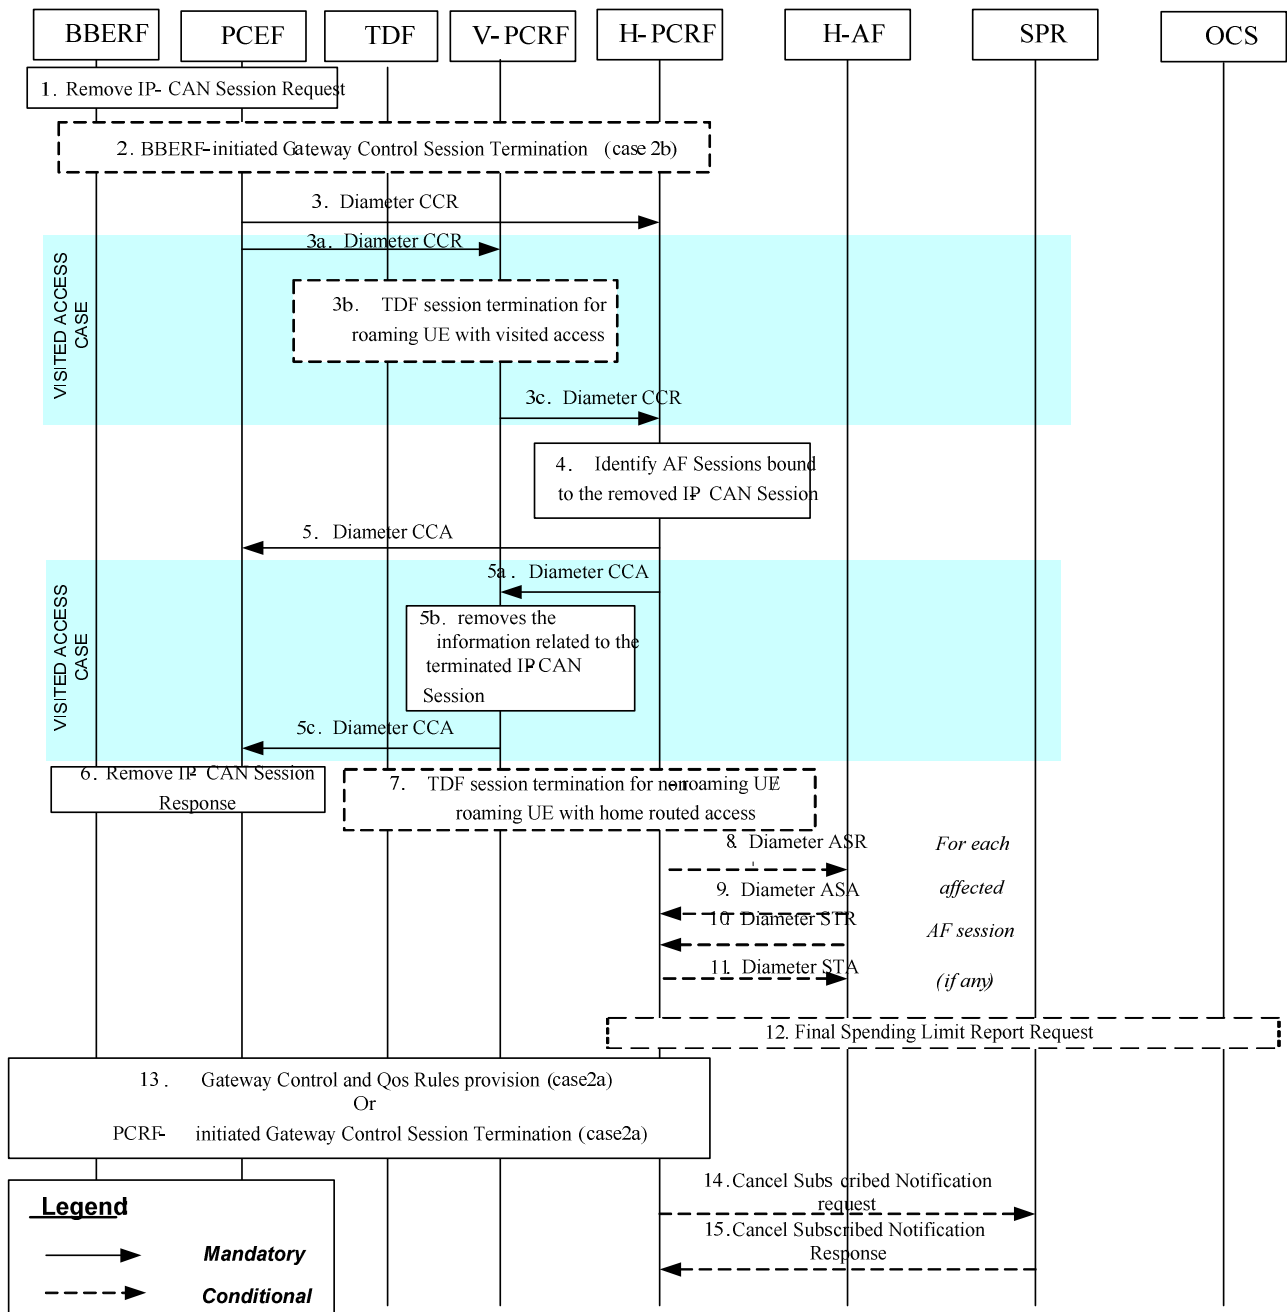 BBERF PCEF TDF V-PCRF H-PCRF H-AF SPR OCS
1. Remove IP- CAN Session Request
2. BBERF-initiated Gateway Control Session Termination (case 2b)
3. Diameter CCR
3a. Diameter CCR
VISITED ACCESS
CASE
3b. TDF session termination for
roaming UE with visited access
3c. Diameter CCR
4. Identify AF Sessions bound
to the removed IP CAN Session
5. Diameter CCA
VISITED ACCESS
CASE
5a. Diameter CCA
5b. removes the
information related to the
terminated IP CAN
Session
5c. Diameter CCA
6. Remove IP CAN Session
Response
7. TDF session termination for non-roaming UE/
roaming UE with home routed access
8. Diameter ASR
For each
9. Diameter ASA
affected
10. Diameter STR
AF session
11. Diameter STA
(if any)
12. Final Spending Limit Report Request
13. Gateway Control and Qos Rules provision (case2a)
Or
PCRF- initiated Gateway Control Session Termination (case2a)
14. Cancel Subs cribed Notification
request
15. Cancel Subscribed Notification
Response
Legend
Mandatory
Conditional